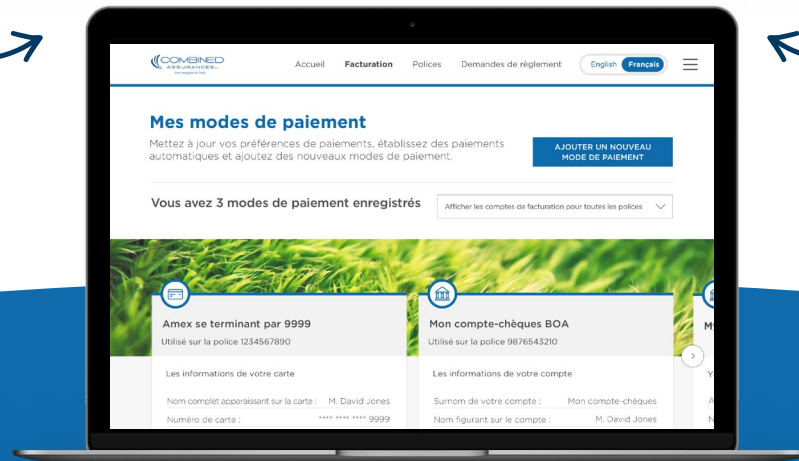 COMBINED
ASSURANCES
Accueil Facturation Polices Demandes de règlement English Français
Mes modes de paiement
Mettez à jour vos préférences de paiements, établissez des paiements
automatiques et ajoutez des nouveaux modes de paiement.
AJOUTER UN NOUVEAU
MODE DE PAIEMENT
Vous avez 3 modes de paiement enregistrés
Afficher les comptes de facturation pour toutes les polices
Amex se terminant par 9999
Utilisé sur la police 1234567890
Les informations de votre carte
Nom complet apparaissant sur la carte : M. David Jones
Numéro de carte : **** **** **** 9999
Mon compte-chèques BOA
Utilisé sur la police 9876543210
Les informations de votre compte
Surnom de votre compte : Mon compte-chèques
Nom figurant sur le compte : M. David Jones